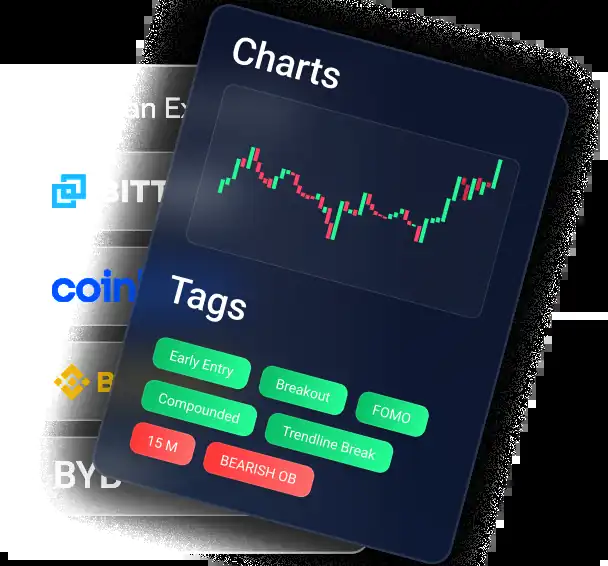 Charts
an Ex
BITT
coin
B
BYB
Tags
Early Entry
Breakout
FOMO
Compounded
Trendline Break
15 M
BEARISH OB